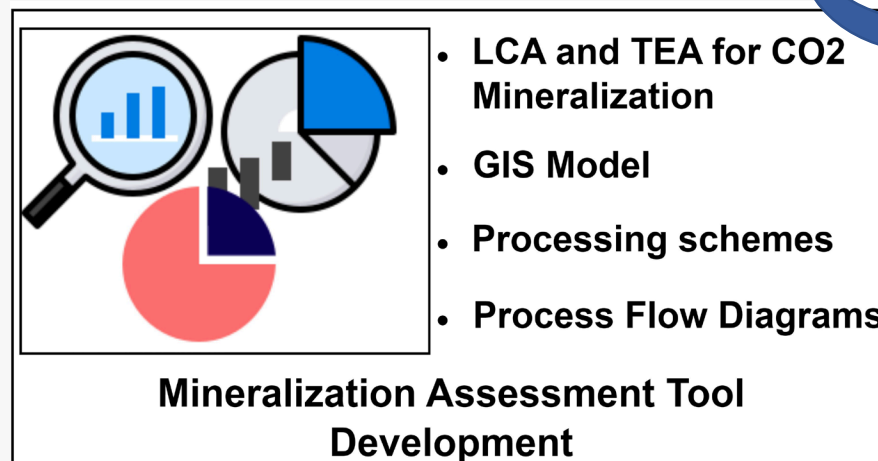 LCA and TEA for CO2
Mineralization
GIS Model
Processing schemes
Process Flow Diagrams
Mineralization Assessment Tool
Development